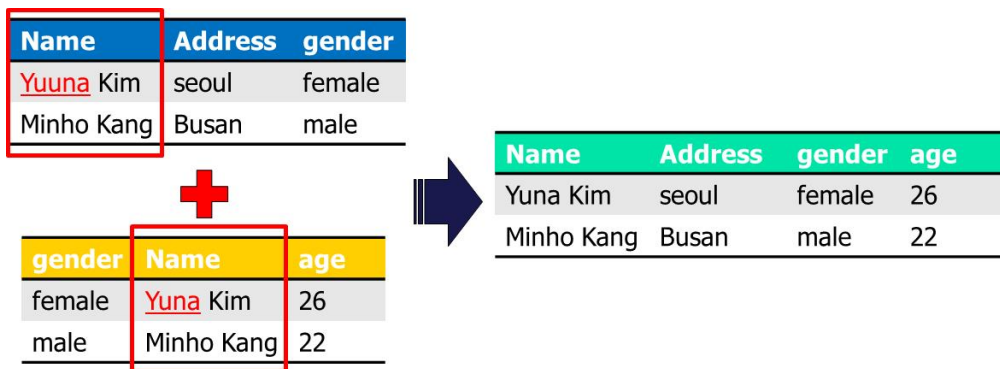 Name Address gender
Yuuna Kim seoul female
Minho Kang Busan male
gender Name age
female Yuna Kim 26
male Minho Kang 22
Name Address gender age
Yuna Kim seoul female 26
Minho Kang Busan male 22